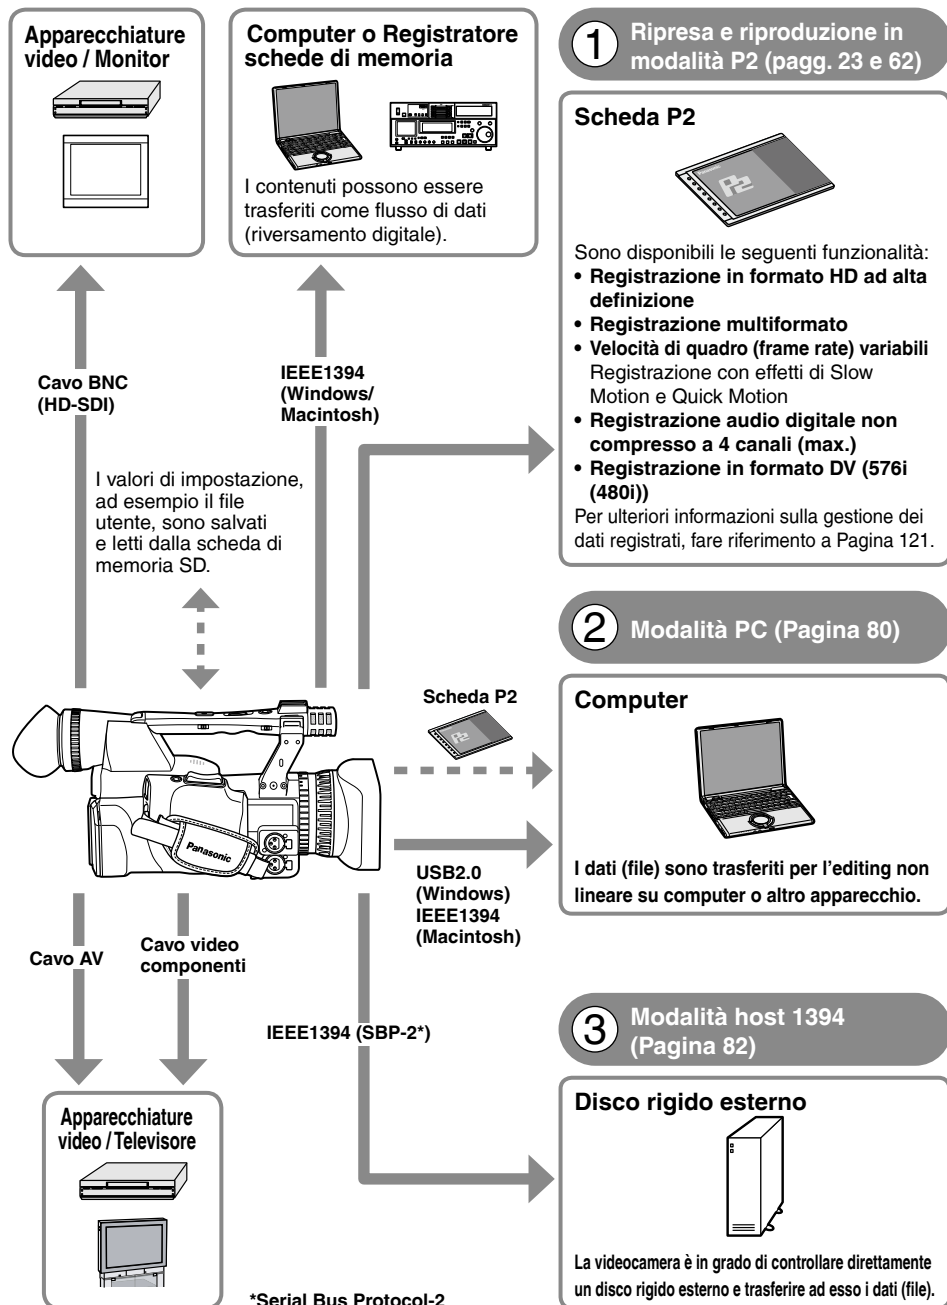 Apparecchiature
video / Monitor
Computer o Registratore
schede di memoria
I contenuti possono essere
trasferiti come flusso di dati
(riversamento digitale).
1
Ripresa e riproduzione in
modalità P2 (pagg. 23 e 62)
Scheda P2
Panasonic
P2
Sono disponibili le seguenti funzionalità:
• Registrazione in formato HD ad alta
definizione
• Registrazione multiformato
• Velocità di quadro (frame rate) variabili
Registrazione con effetti di Slow
Motion e Quick Motion
• Registrazione audio digitale non
compresso a 4 canali (max.)
• Registrazione in formato DV (576i
(480i))
Per ulteriori informazioni sulla gestione dei
dati registrati, fare riferimento a Pagina 121.
Cavo BNC
(HD-SDI)
IEEE1394
(Windows/
Macintosh)
I valori di impostazione,
ad esempio il file
utente, sono salvati
e letti dalla scheda di
memoria SD.
2
Modalità PC (Pagina 80)
Scheda P2
P2
Computer
I dati (file) sono trasferiti per l'editing non
lineare su computer o altro apparecchio.
Panasonic
USB2.0
(Windows)
IEEE1394
(Macintosh)
Cavo AV
Cavo video
componenti
IEEE1394 (SBP-2*)
3
Modalità host 1394
(Pagina 82)
Disco rigido esterno
La videocamera è in grado di controllare direttamente
un disco rigido esterno e trasferire ad esso i dati (file).
Apparecchiature
video / Televisore
*Serial Bus Protocol-2